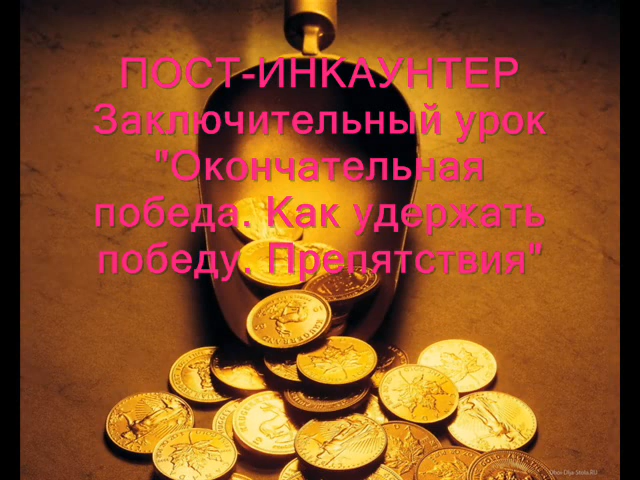 ПОСТ-ИНКАУНТЕР
Заключительный урок
"Окончательная
победа. Как удержать
победу. Препятствия"